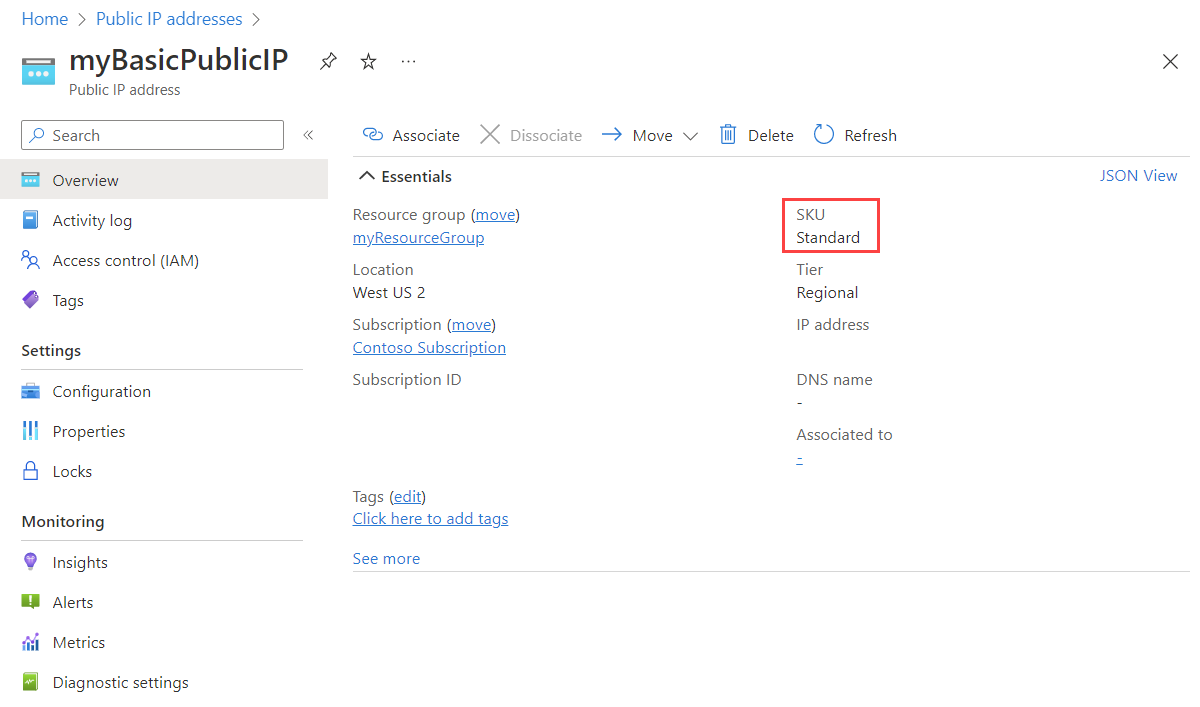 Home > Public IP addresses >
myBasicPublicIP
Public IP address
Search
Overview
Activity log
Access control (IAM)
Tags
Settings
Configuration
Properties
Locks
Monitoring
Insights
Alerts
Metrics
Diagnostic settings
Associate Dissociate Move Delete Refresh
Essentials
JSON View
Resource group (move)
myResourceGroup
Location
West US 2
Subscription (move)
Contoso Subscription
Subscription ID
SKU
Standard
Tier
Regional
IP address
DNS name
-
Associated to
-
Tags (edit)
Click here to add tags
See more